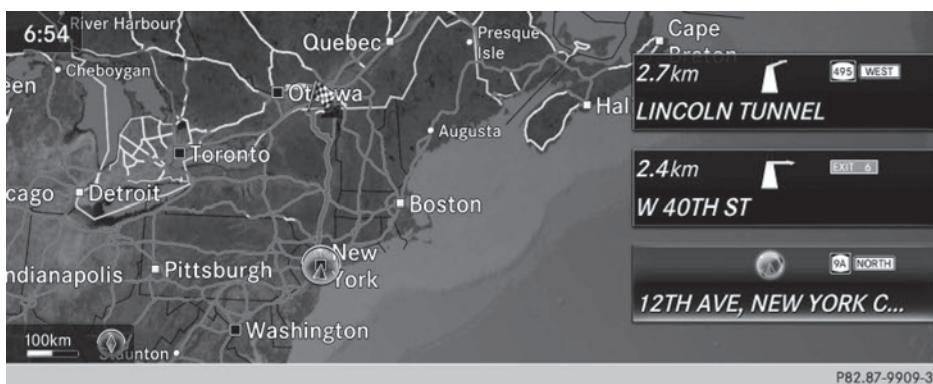 6:54
River Harbour
Quebec
Presque
Isle
Cape
Breton
Cheboygan
een
Ottawa
Hal
Augusta
Toronto
cago
Detroit
Boston
New
York
ndianapolis
Pittsburgh
Washington
100km
Staunton
2.7km
495 WEST
LINCOLN TUNNEL
2.4km
EXIT 6
W 40TH ST
9A NORTH
12TH AVE, NEW YORK C...
P82.87-9909-3